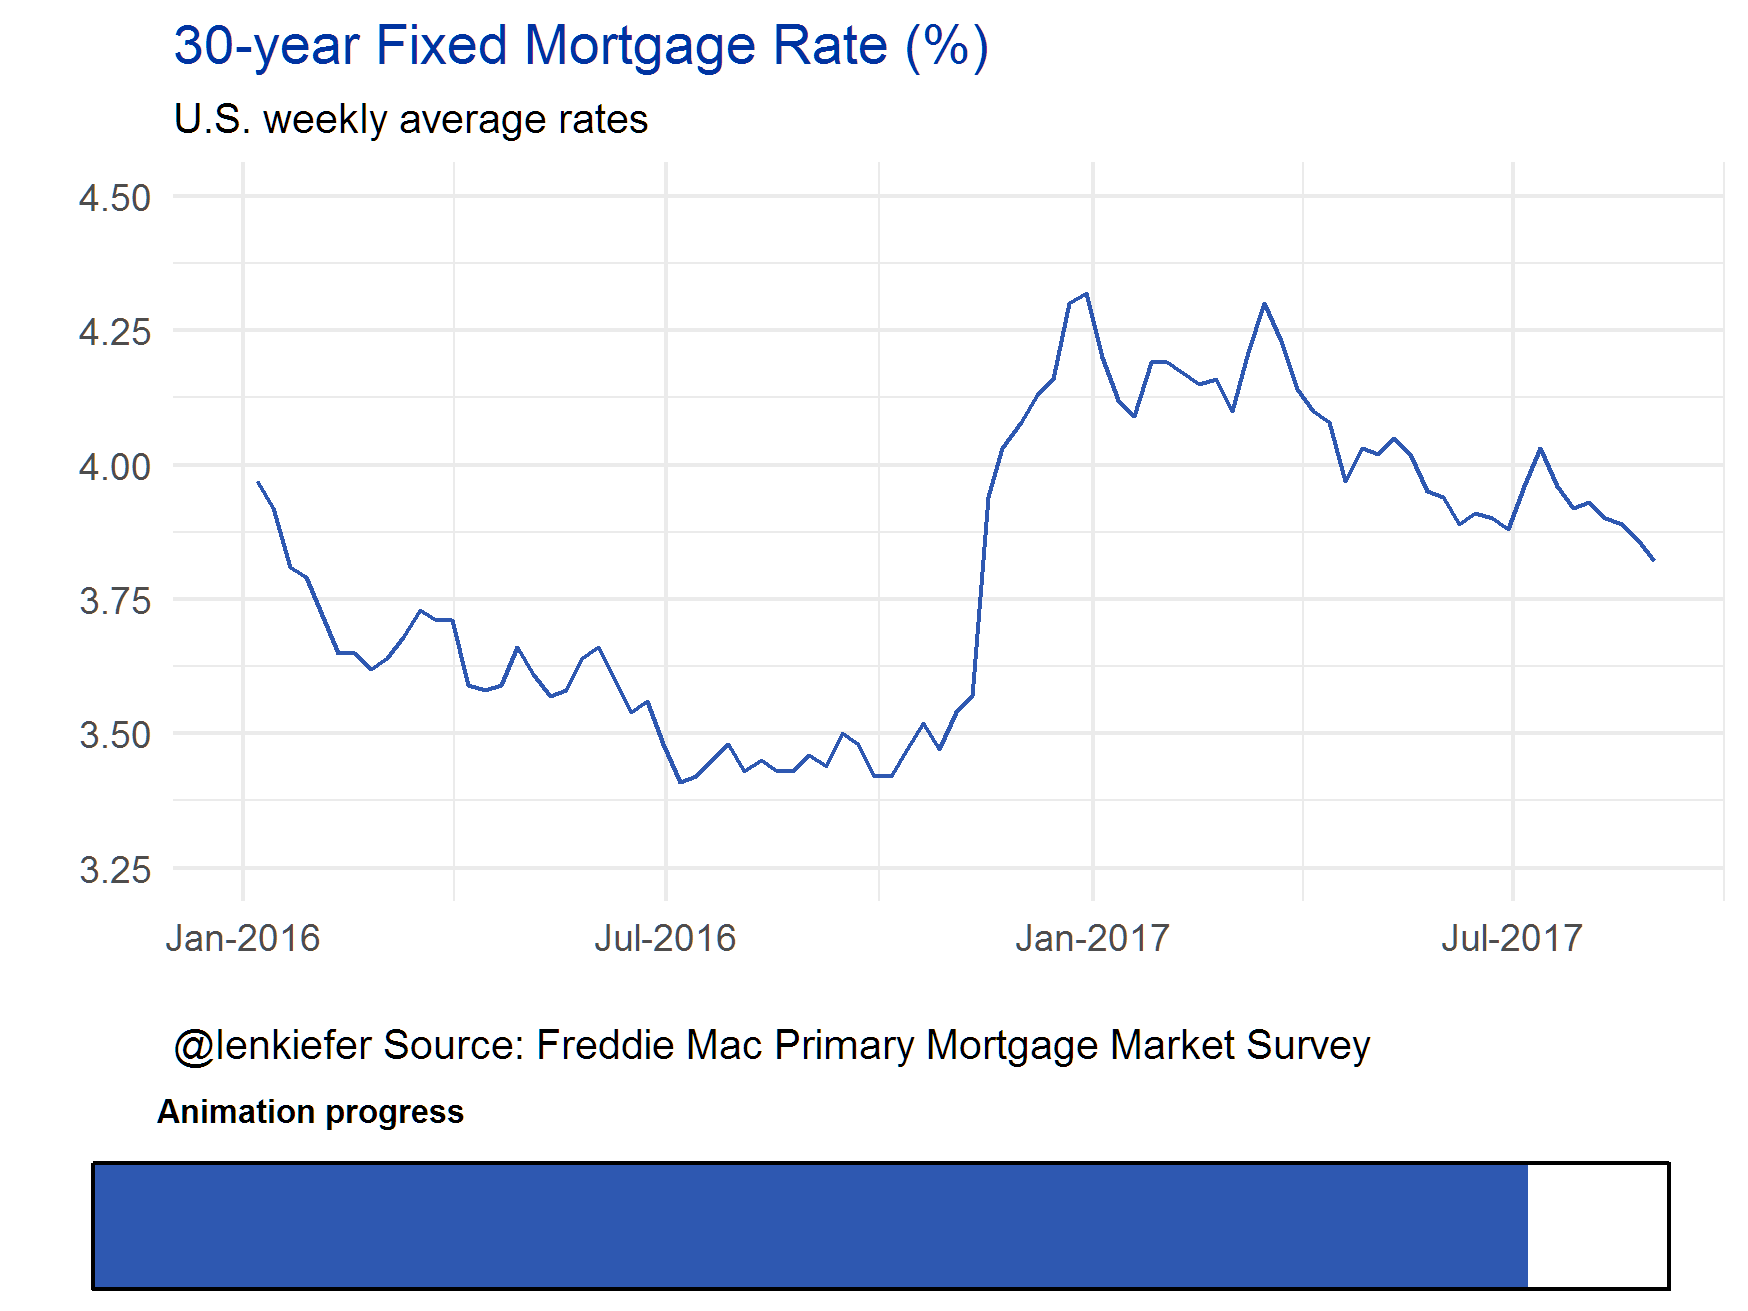 30-year Fixed Mortgage Rate (%)
U.S. weekly average rates
4.50
4.25
4.00
3.75
3.50
3.25
Jan-2016 Jul-2016 Jan-2017 Jul-2017
@lenkiefer Source: Freddie Mac Primary Mortgage Market Survey
Animation progress